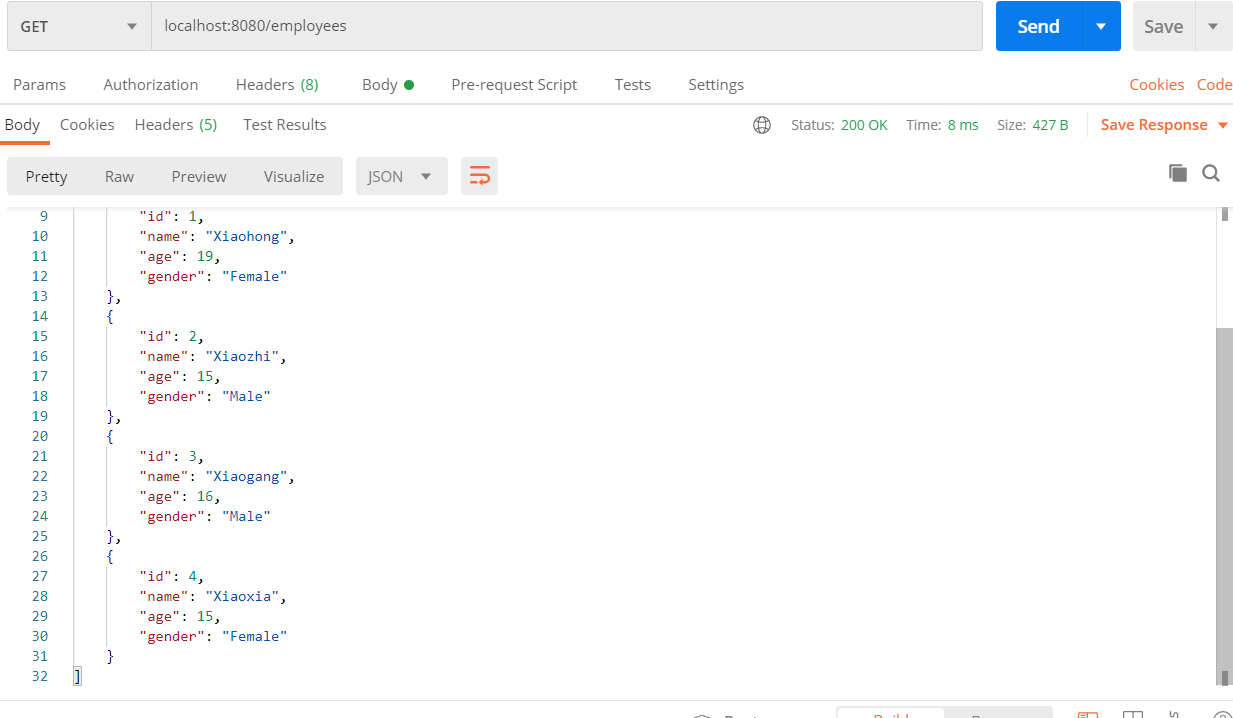 GET localhost:8080/employees Send Save
Params Authorization Headers (8) Body Pre-request Script Tests Settings Cookies Code
Body Cookies Headers (5) Test Results Status: 200 OK Time: 8 ms Size: 427 B Save Response
Pretty Raw Preview Visualize JSON
9 "id": 1,
10 "name": "Xiaohong",
11 "age": 19,
12 "gender": "Female"
13 },
14 {
15 "id": 2,
16 "name": "Xiaozhi",
17 "age": 15,
18 "gender": "Male"
19 },
20 {
21 "id": 3,
22 "name": "Xiaogang",
23 "age": 16,
24 "gender": "Male"
25 },
26 {
27 "id": 4,
28 "name": "Xiaoxia",
29 "age": 15,
30 "gender": "Female"
31 }
32 ]